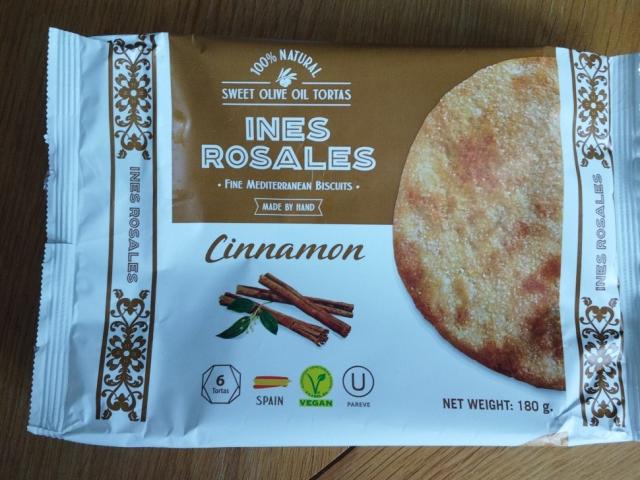 100% NATURAL
SWEET OLIVE OIL TORTAS
INES
ROSALES
• FINE MEDITERRANEAN BISCUITS •
MADE BY HAND
Cinnamon
6
Tortas
SPAIN
V
VEGAN
U
PAREVE
NET WEIGHT: 180 g.
INES ROSALES
INES ROSALES